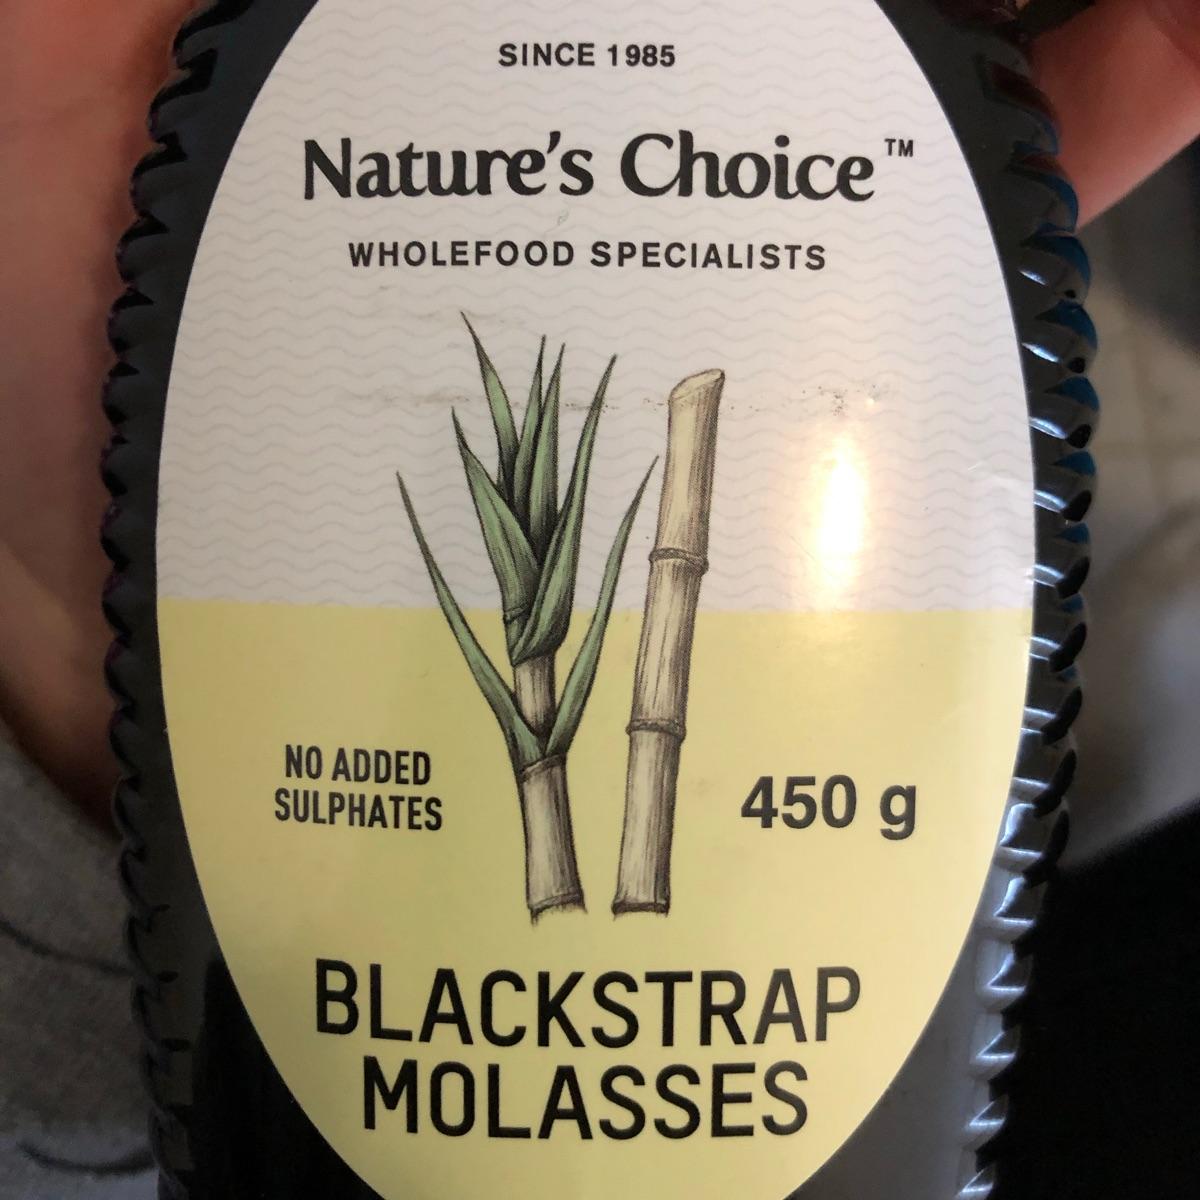 SINCE 1985
Nature's Choice™
WHOLEFOOD SPECIALISTS
NO ADDED
SULPHATES
450 g
BLACKSTRAP
MOLASSES